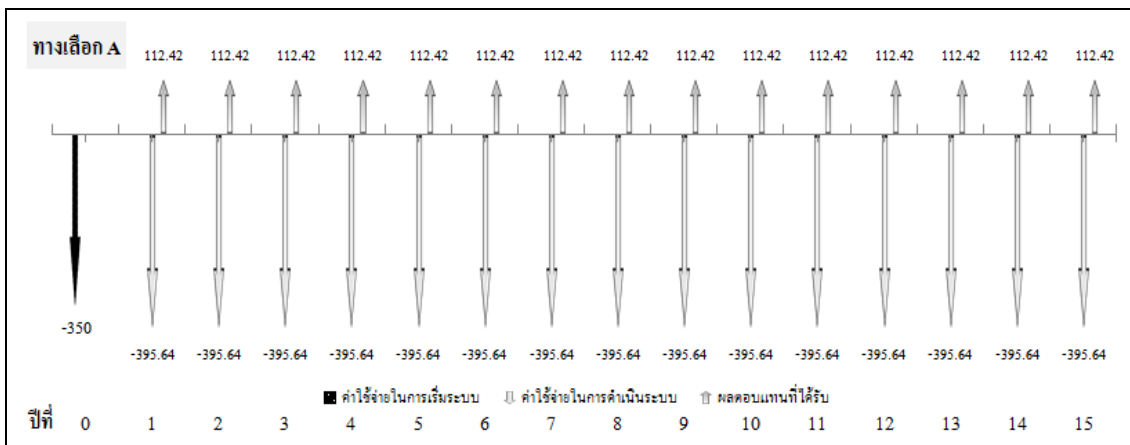 ทางเลือก A
112.42 112.42 112.42 112.42 112.42 112.42 112.42 112.42 112.42 112.42 112.42 112.42 112.42 112.42 112.42
-350
-395.64 -395.64 -395.64 -395.64 -395.64 -395.64 -395.64 -395.64 -395.64 -395.64 -395.64 -395.64 -395.64 -395.64 -395.64
ค่าใช้จ่ายในการเริ่มระบบ ค่าใช้จ่ายในการดำเนินระบบ ผลตอบแทนที่ได้รับ
ปีที่ 0 1 2 3 4 5 6 7 8 9 10 11 12 13 14 15